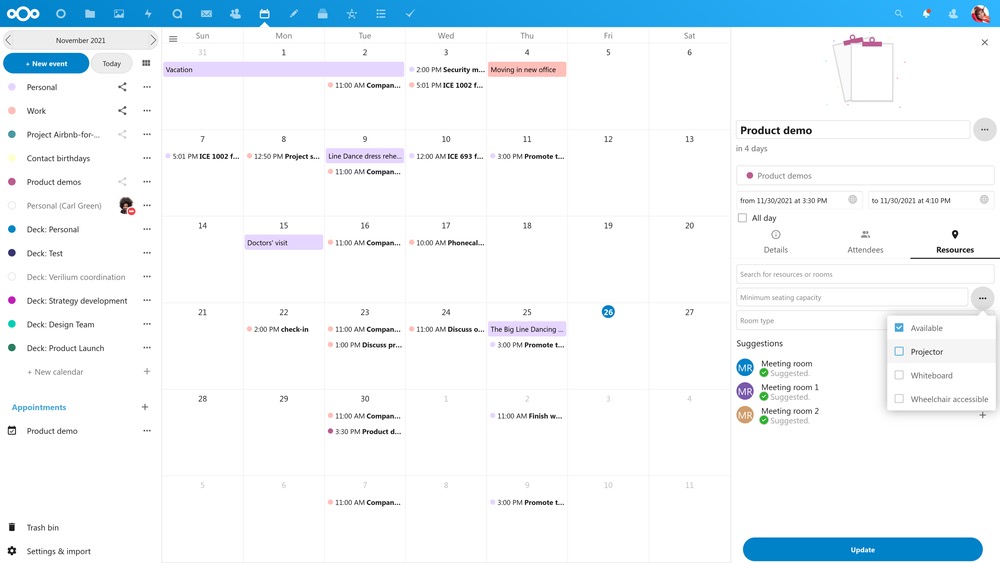 November 2021
+ New event
Today
Personal
Work
Project Airbnb-for-...
Contact birthdays
Product demos
Personal (Carl Green)
Deck: Personal
Deck: Test
Deck: Verilium coordination
Deck: Strategy development
Deck: Design Team
Deck: Product Launch
+ New calendar
Appointments
Product demo
Trash bin
Settings & import
Sun Mon Tue Wed Thu Fri Sat
31 1 2 3 4 5 6
Vacation
2:00 PM Security m...
Moving in new office
11:00 AM Compan...
5:01 PM ICE 1002 f...
7 8 9 10 11 12 13
5:01 PM ICE 1002 f...
12:50 PM Project s...
Line Dance dress rehe...
12:00 AM ICE 693 f...
3:00 PM Promote t...
11:00 AM Compan...
14 15 16 17 18 19 20
Doctors' visit
11:00 AM Compan...
10:00 AM Phonecal...
21 22 23 24 25 26 27
2:00 PM check-in
11:00 AM Compan...
11:00 AM Discuss o...
The Big Line Dancing ...
1:00 PM Discuss pr...
3:00 PM Promote t...
28 29 30 1 2 3 4
11:00 AM Compan...
11:00 AM Finish w...
3:30 PM Product d...
5 6 7 8 9 10 11
11:00 AM Compan...
3:00 PM Promote t...
Product demo
in 4 days
Product demos
from 11/30/2021 at 3:30 PM
to 11/30/2021 at 4:10 PM
All day
Details
Attendees
Resources
Search for resources or rooms
Minimum seating capacity
Room type
Available
Projector
Whiteboard
Wheelchair accessible
Suggestions
MR
Meeting room
Suggested.
MR
Meeting room 1
Suggested.
MR
Meeting room 2
Suggested.
Update